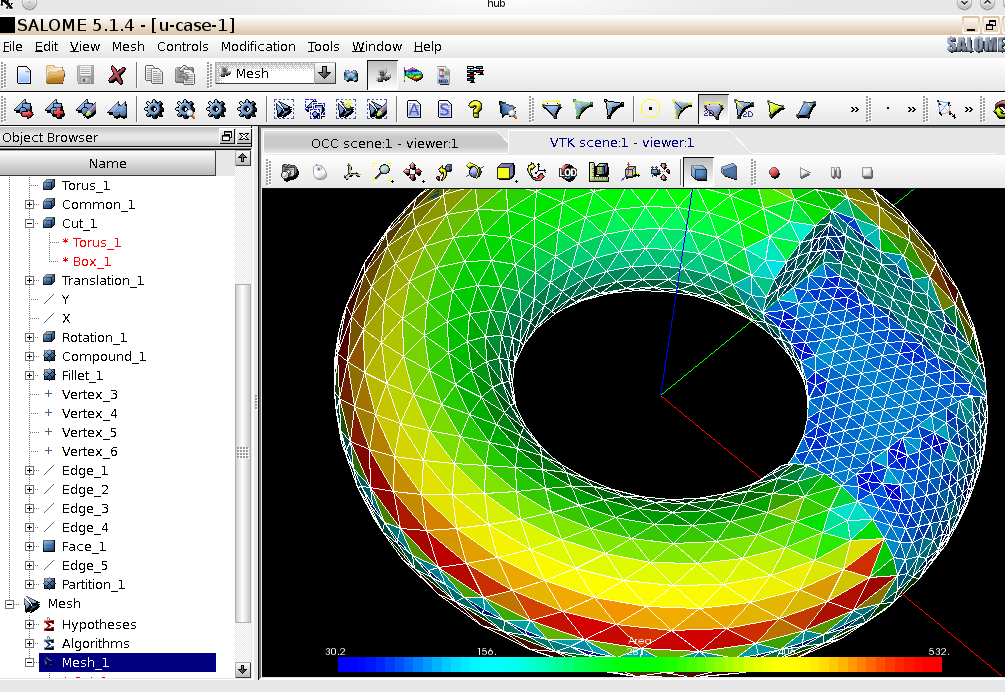 hub
SALOME 5.1.4 - [u-case-1]
File Edit View Mesh Controls Modification Tools Window Help
SALOME
Mesh
A S ? 2D 2D » » »
Object Browser
OCC scene:1 - viewer:1 VTK scene:1 - viewer:1
Name
LOD
Torus_1
Common_1
Cut_1
* Torus_1
* Box_1
Translation_1
Y
X
Rotation_1
Compound_1
Fillet_1
Vertex_3
Vertex_4
Vertex_5
Vertex_6
Edge_1
Edge_2
Edge_3
Edge_4
Face_1
Edge_5
Partition_1
Mesh
Hypotheses
Algorithms
Mesh_1
Area
30.2 156. 532.